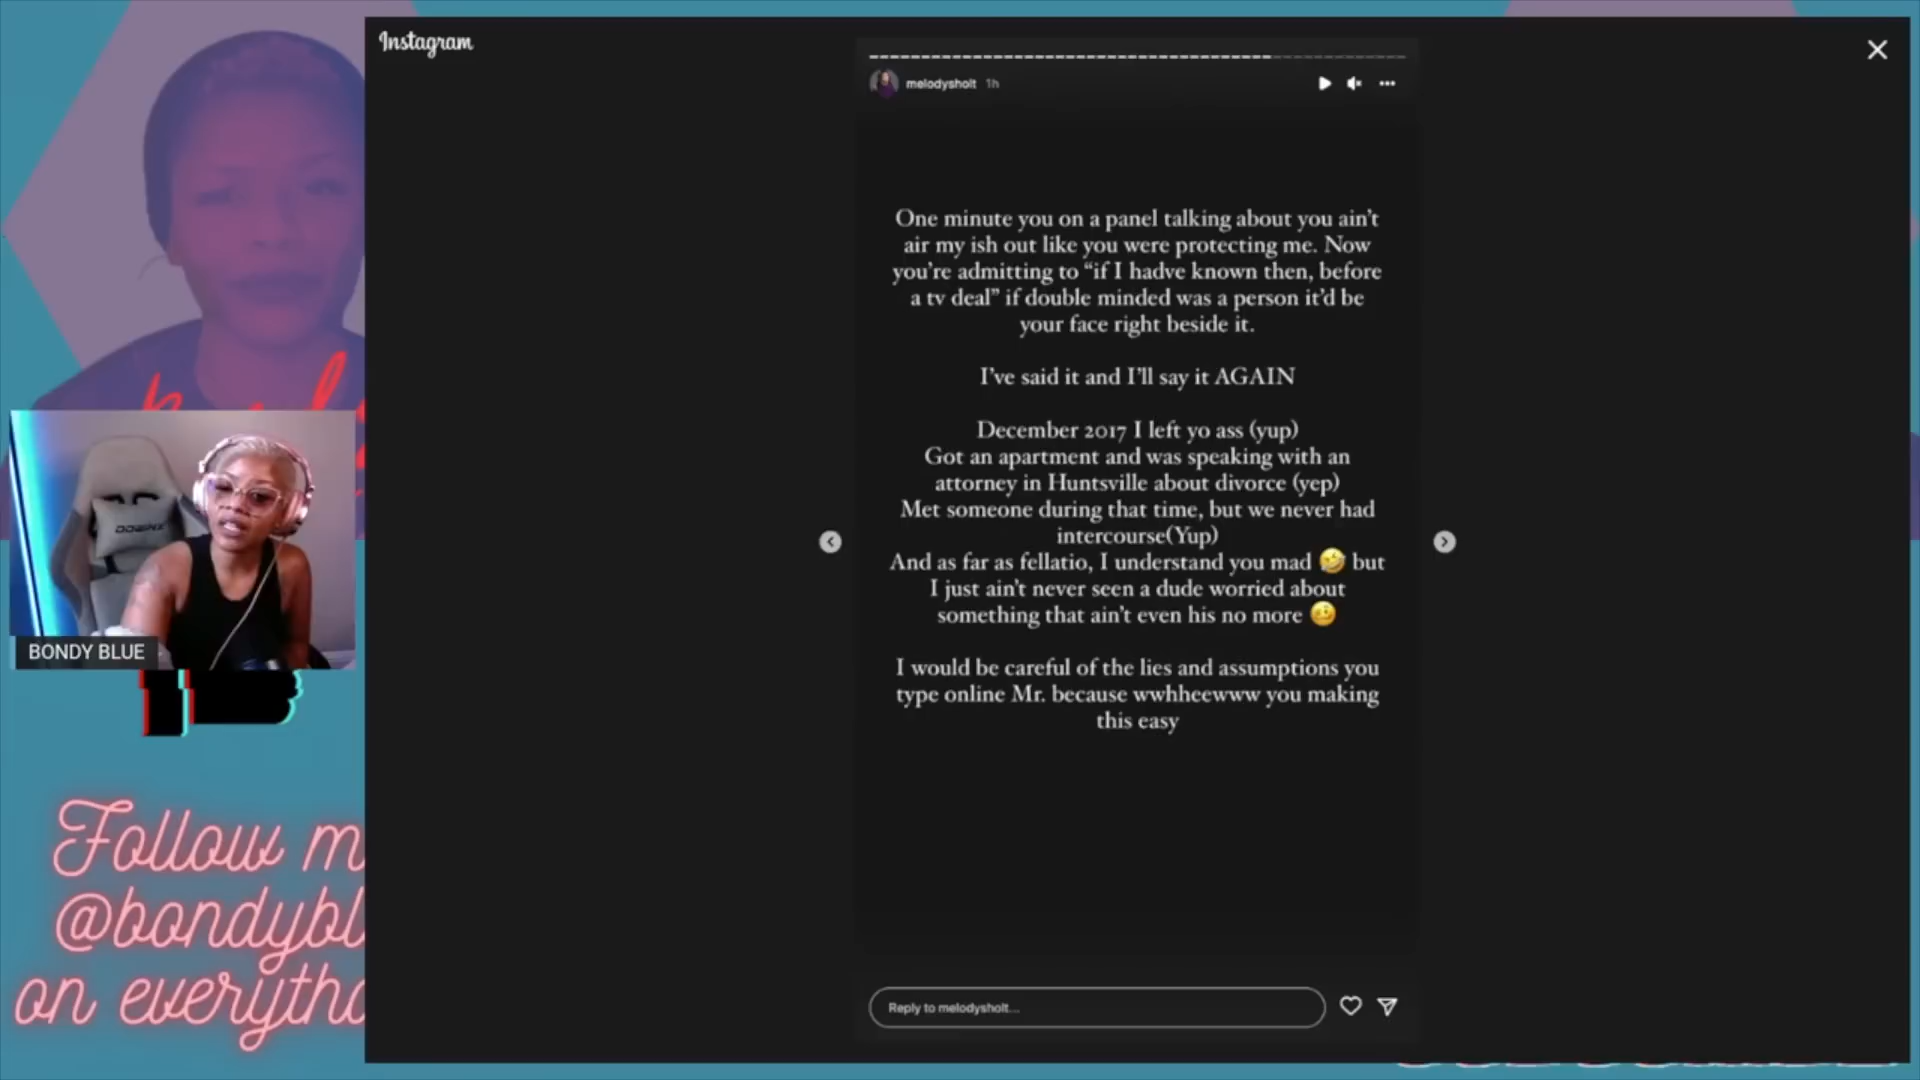 Instagram
melodysholt 1h
One minute you on a panel talking about you ain't
air my ish out like you were protecting me. Now
you're admitting to “if I hadve known then, before
a tv deal” if double minded was a person it'd be
your face right beside it.
I've said it and I'll say it AGAIN
December 2017 I left yo ass (yup)
Got an apartment and was speaking with an
attorney in Huntsville about divorce (yep)
Met someone during that time, but we never had
intercourse(Yup)
And as far as fellatio, I understand you mad 🤣 but
I just ain't never seen a dude worried about
something that ain't even his no more 🥴
I would be careful of the lies and assumptions you
type online Mr. because wwhheewww you making
this easy
Reply to melodysholt...
BONDY BLUE
Follow m
@bondybl
on everyth